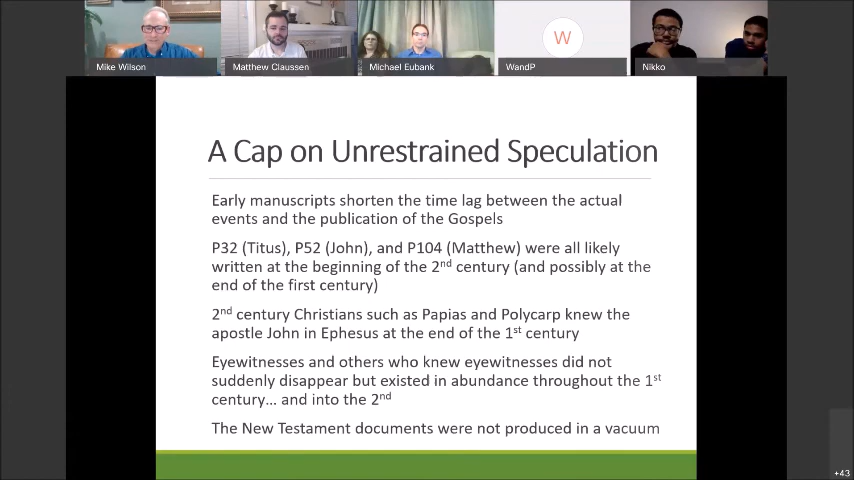 W
Mike Wilson
Matthew Claussen
Michael Eubank
WandP
Nikko
A Cap on Unrestrained Speculation
Early manuscripts shorten the time lag between the actual
events and the publication of the Gospels
P32 (Titus), P52 (John), and P104 (Matthew) were all likely
written at the beginning of the 2nd century (and possibly at the
end of the first century)
2nd century Christians such as Papias and Polycarp knew the
apostle John in Ephesus at the end of the 1st century
Eyewitnesses and others who knew eyewitnesses did not
suddenly disappear but existed in abundance throughout the 1st
century… and into the 2nd
The New Testament documents were not produced in a vacuum
+43